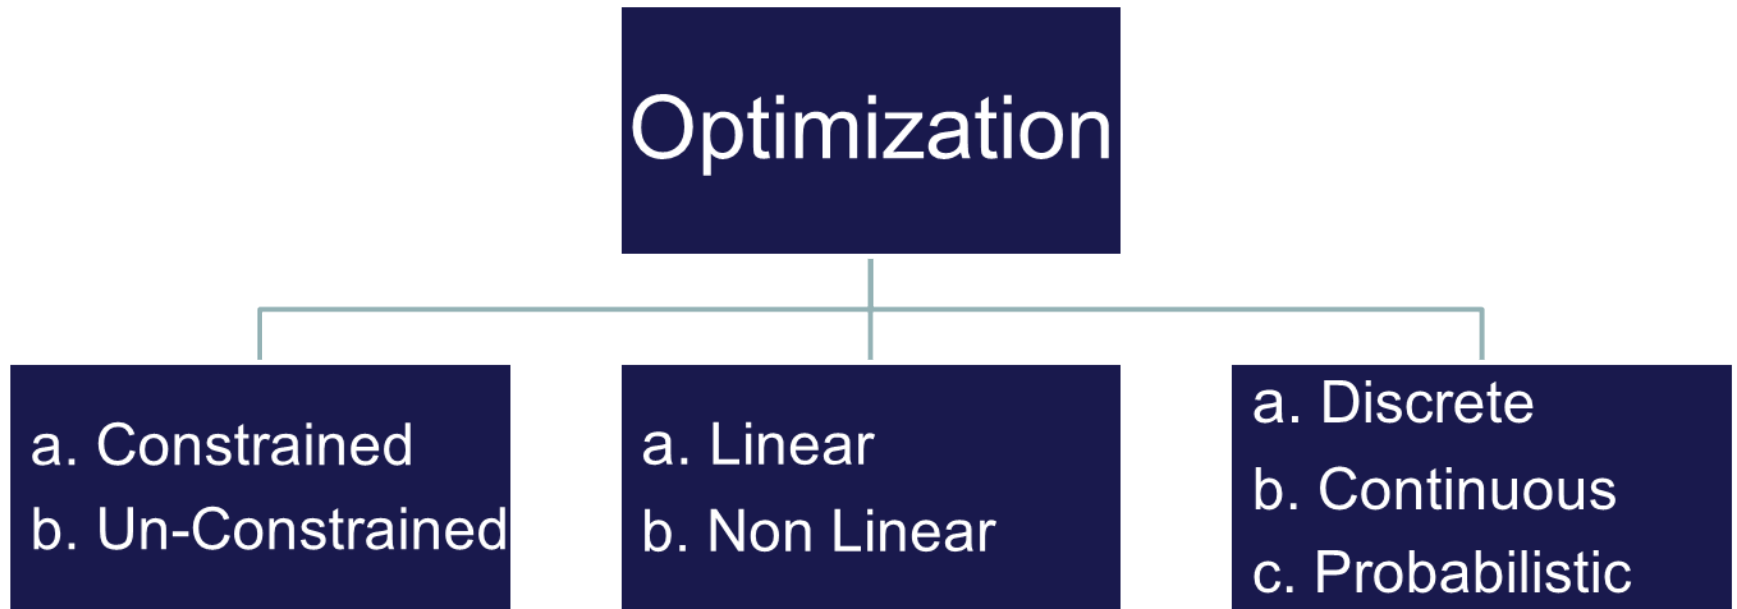 Optimization
a. Constrained
b. Un-Constrained
a. Linear
b. Non Linear
a. Discrete
b. Continuous
c. Probabilistic